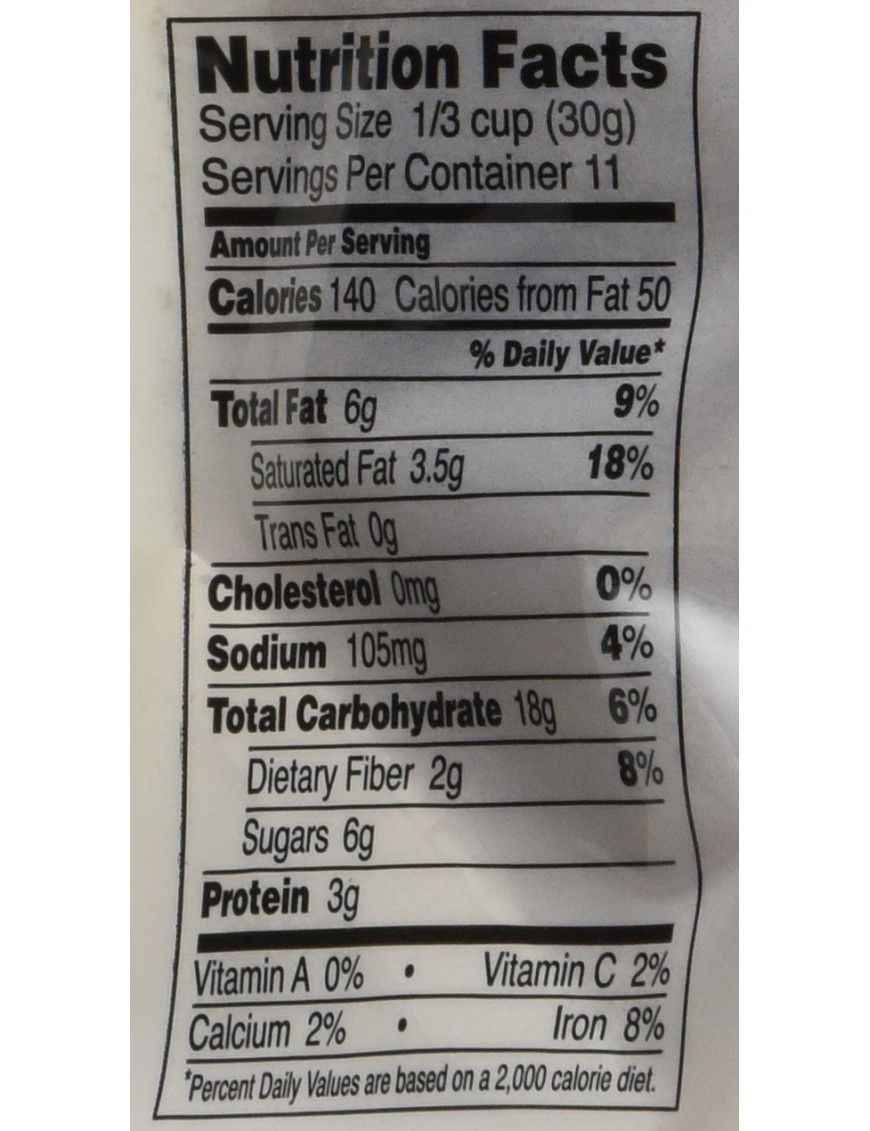 Nutrition Facts
Serving Size 1/3 cup (30g)
Servings Per Container 11
Amount Per Serving
Calories 140 Calories from Fat 50
% Daily Value*
Total Fat 6g 9%
Saturated Fat 3.5g 18%
Trans Fat 0g
Cholesterol 0mg 0%
Sodium 105mg 4%
Total Carbohydrate 18g 6%
Dietary Fiber 2g 8%
Sugars 6g
Protein 3g
Vitamin A 0% • Vitamin C 2%
Calcium 2% • Iron 8%
*Percent Daily Values are based on a 2,000 calorie diet.